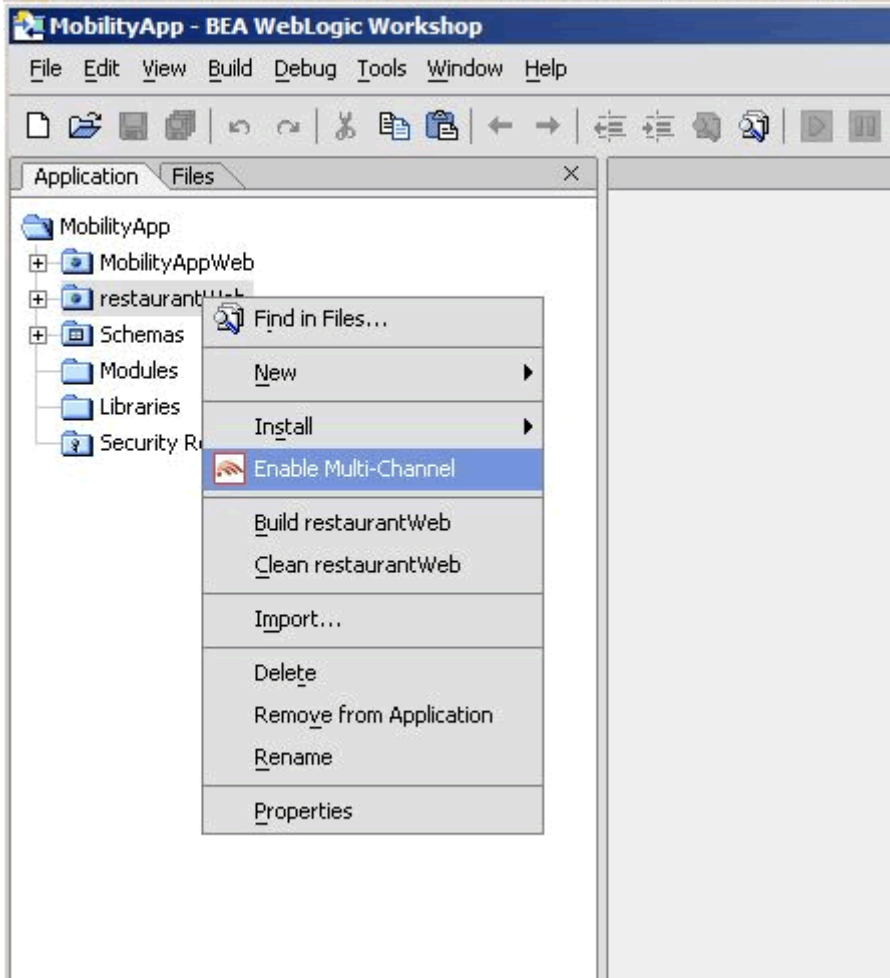 MobilityApp - BEA WebLogic Workshop
File Edit View Build Debug Tools Window Help
Application Files
MobilityApp
MobilityAppWeb
restaurantWeb
Schemas
Modules
Libraries
Security
Find in Files...
New
Install
Enable Multi-Channel
Build restaurantWeb
Clean restaurantWeb
Import...
Delete
Remove from Application
Rename
Properties